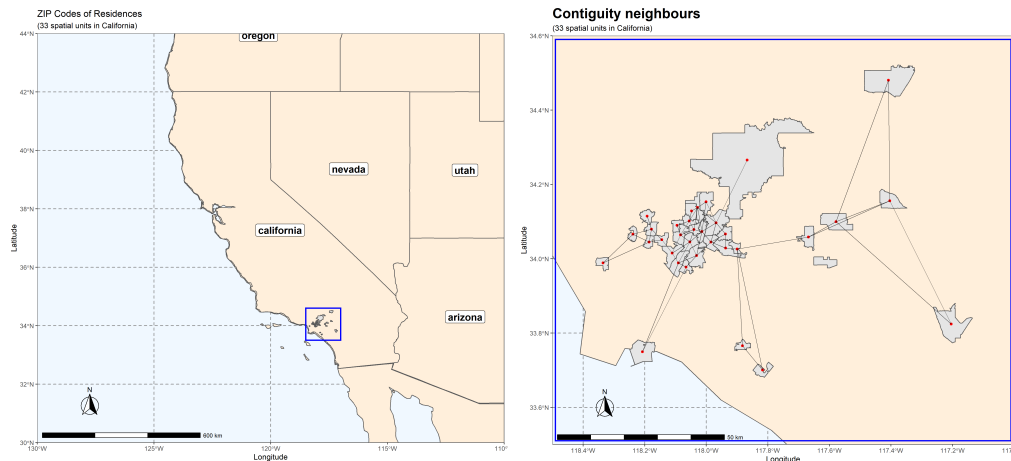 ZIP Codes of Residences
(33 spatial units in California)
44°N
42°N
40°N
38°N
36°N
34°N
32°N
30°N
Latitude
oregon
nevada
utah
california
arizona
N
600 km
130°W
125°W
120°W
115°W
110°
Longitude
Contiguity neighbours
(33 spatial units in California)
34.6°N
34.4°N
34.2°N
34.0°N
33.8°N
33.6°N
Latitude
N
50 km
118.4°W
118.2°W
118.0°W
117.8°W
117.6°W
117.4°W
117.2°W
117
Longitude